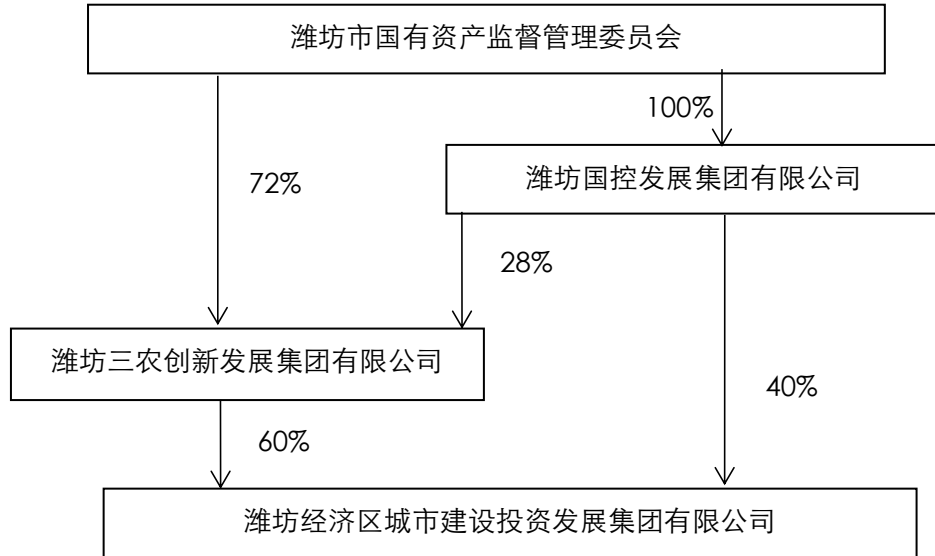 潍坊市国有资产监督管理委员会
100%
潍坊国控发展集团有限公司
72%
28%
潍坊三农创新发展集团有限公司
40%
60%
潍坊经济区城市建设投资发展集团有限公司